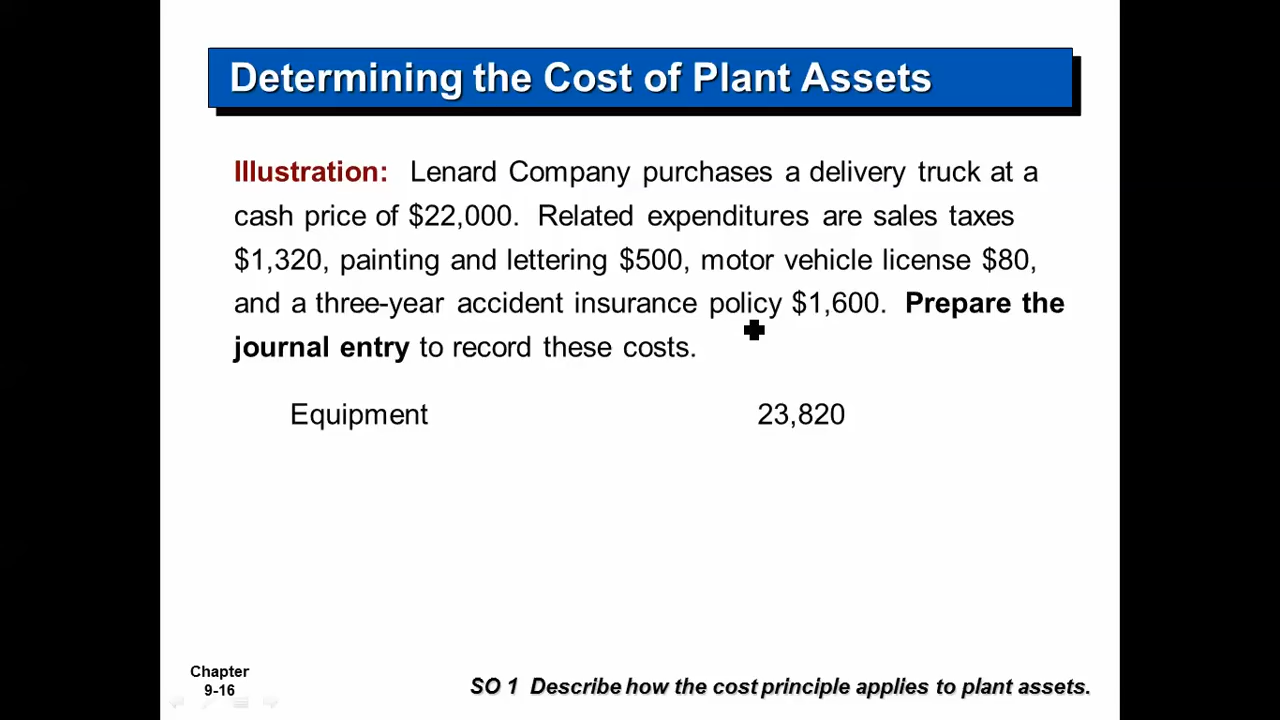 Determining the Cost of Plant Assets
Illustration: Lenard Company purchases a delivery truck at a
cash price of $22,000. Related expenditures are sales taxes
$1,320, painting and lettering $500, motor vehicle license $80,
and a three-year accident insurance policy $1,600. Prepare the
journal entry to record these costs.
Equipment 23,820
Chapter
9-16
SO 1 Describe how the cost principle applies to plant assets.